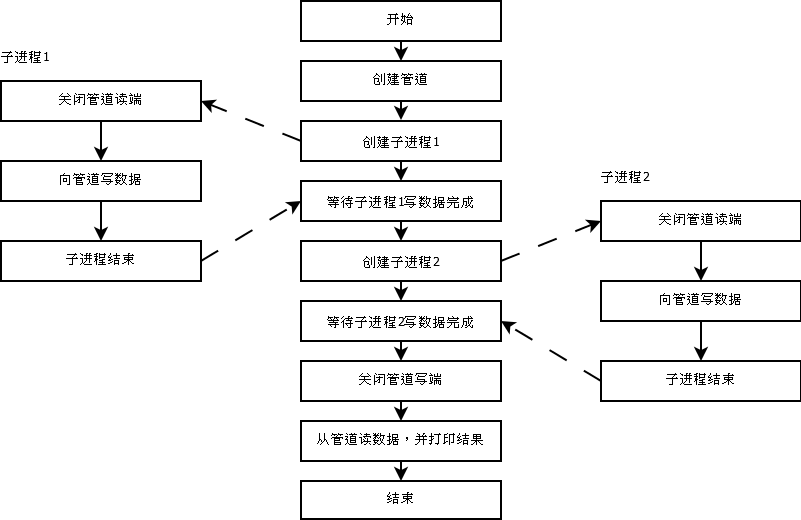 开始
子进程1
创建管道
关闭管道读端
创建子进程1
向管道写数据
子进程2
等待子进程1写数据完成
关闭管道读端
子进程结束
创建子进程2
向管道写数据
等待子进程2写数据完成
关闭管道写端
子进程结束
从管道读数据，并打印结果
结束